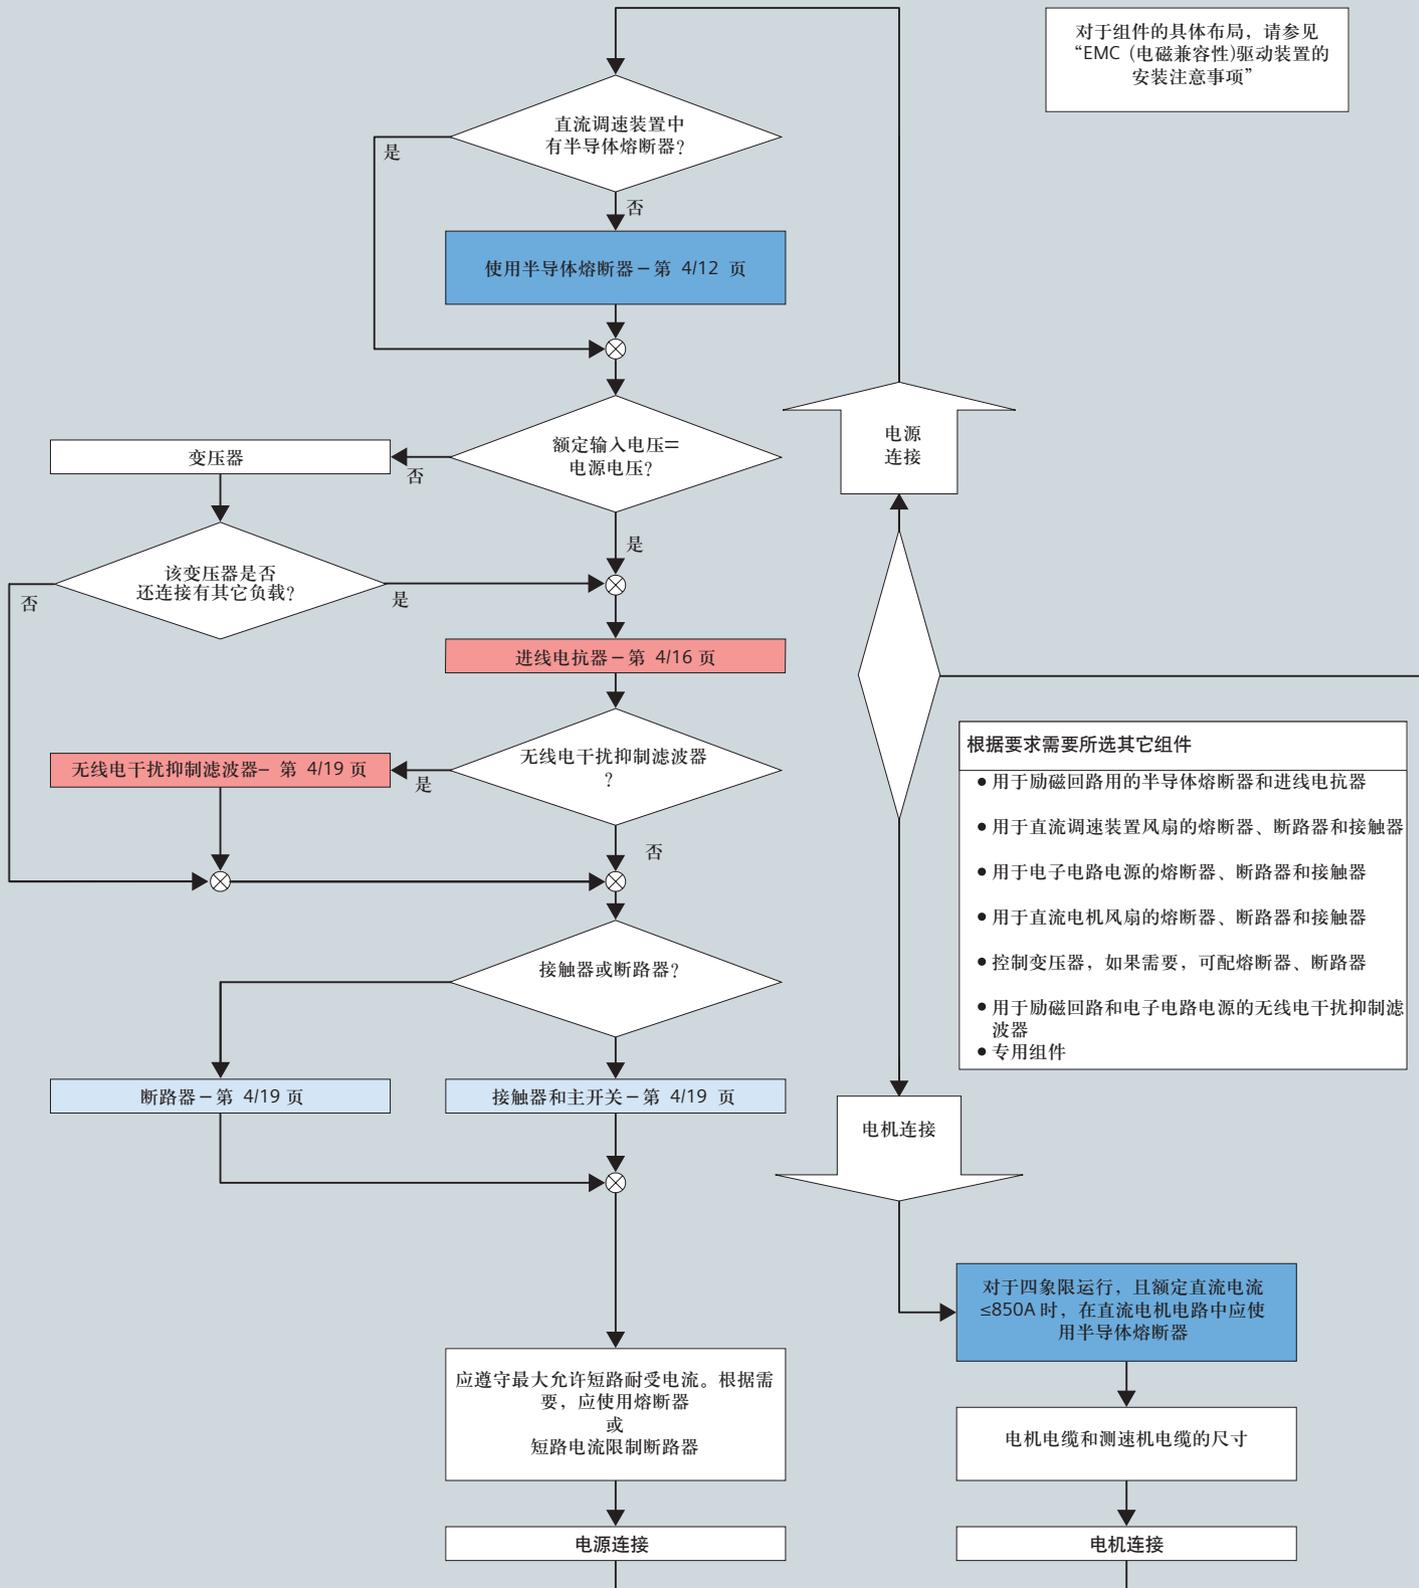 对于组件的具体布局，请参见
“EMC (电磁兼容性)驱动装置的
安装注意事项”
直流调速装置中
有半导体熔断器?
是
否
使用半导体熔断器－第 4/12 页
额定输入电压=
电源电压?
否
变压器
是
该变压器是否
还连接有其它负载?
否
是
进线电抗器－第 4/16 页
无线电干扰抑制滤波器
?
是
无线电干扰抑制滤波器– 第 4/19 页
否
接触器或断路器?
断路器－第 4/19 页
接触器和主开关－第 4/19 页
应遵守最大允许短路耐受电流。根据需
要，应使用熔断器
或
短路电流限制断路器
电源连接
电源
连接
根据要求需要所选其它组件
● 用于励磁回路用的半导体熔断器和进线电抗器
● 用于直流调速装置风扇的熔断器、断路器和接触器
● 用于电子电路电源的熔断器、断路器和接触器
● 用于直流电机风扇的熔断器、断路器和接触器
● 控制变压器，如果需要，可配熔断器、断路器
● 用于励磁回路和电子电路电源的无线电干扰抑制滤
波器
● 专用组件
电机连接
对于四象限运行，且额定直流电流
≤850A 时，在直流电机电路中应使
用半导体熔断器
电机电缆和测速机电缆的尺寸
电机连接